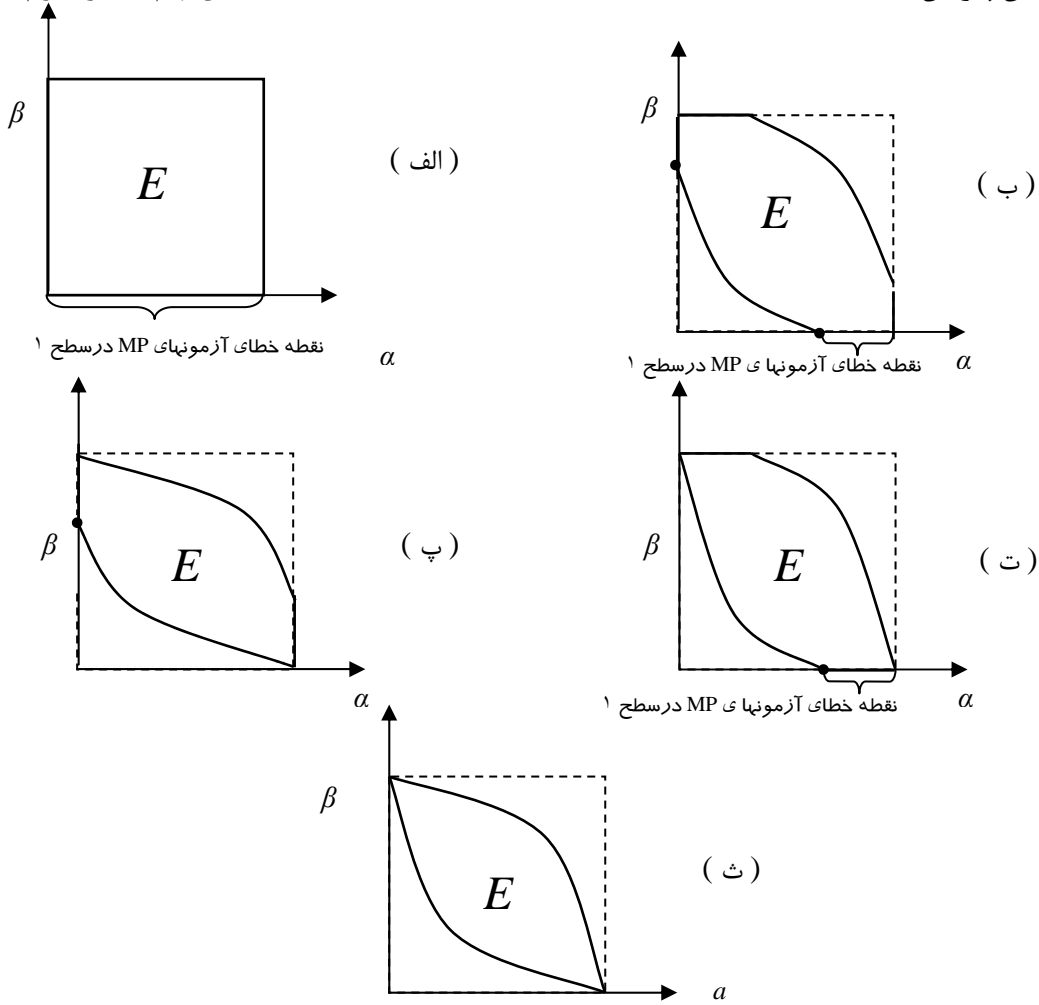 β
E
( الف )
نقطه خطای آزمونهای MP درسطح ۱
α
β
E
( ب )
نقطه خطای آزمونها ی MP درسطح ۱
α
β
E
( پ )
α
β
E
( ت )
نقطه خطای آزمونها ی MP درسطح ۱
α
β
E
( ث )
a